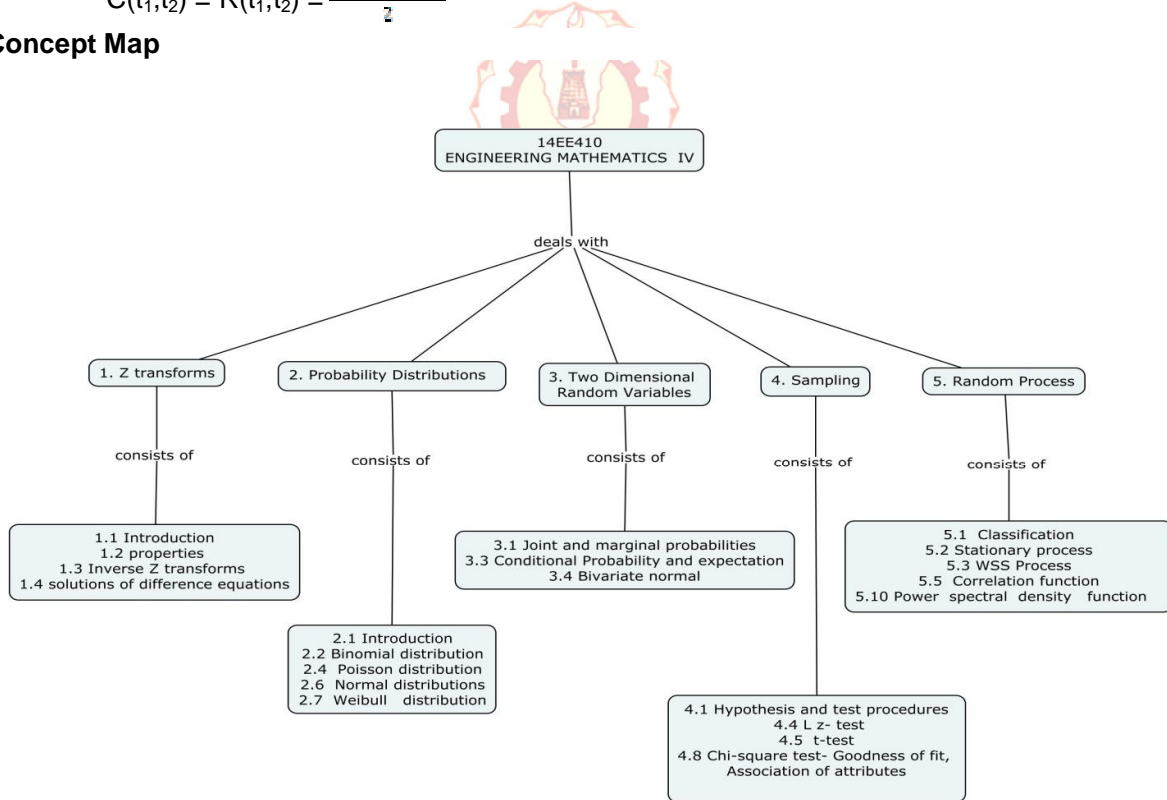 C(t₁,t₂) = R(t₁,t₂) =
2
Concept Map
14EE410
ENGINEERING MATHEMATICS IV
deals with
1. Z transforms
2. Probability Distributions
3. Two Dimensional
Random Variables
4. Sampling
5. Random Process
consists of
consists of
consists of
consists of
consists of
1.1 Introduction
1.2 properties
1.3 Inverse Z transforms
1.4 solutions of difference equations
2.1 Introduction
2.2 Binomial distribution
2.4 Poisson distribution
2.6 Normal distributions
2.7 Weibull distribution
3.1 Joint and marginal probabilities
3.3 Conditional Probability and expectation
3.4 Bivariate normal
4.1 Hypothesis and test procedures
4.4 L z- test
4.5 t-test
4.8 Chi-square test- Goodness of fit,
Association of attributes
5.1 Classification
5.2 Stationary process
5.3 WSS Process
5.5 Correlation function
5.10 Power spectral density function